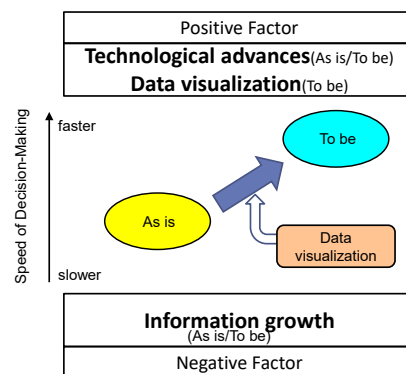 Positive Factor
Technological advances(As is/To be)
Data visualization(To be)
Speed of Decision-Making
faster
To be
As is
Data
visualization
slower
Information growth
(As is/To be)
Negative Factor